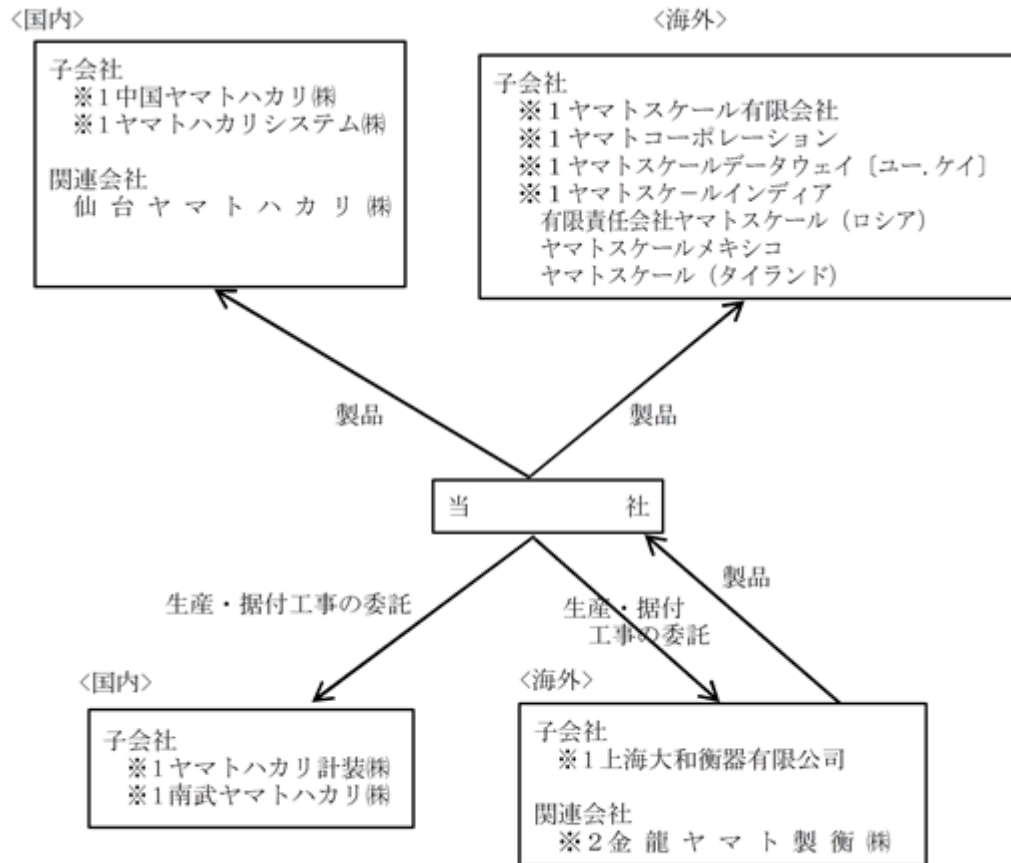 <国内>
子会社
※1中国ヤマトハカリ㈱
※1ヤマトハカリシステム㈱
関連会社
仙台ヤマトハカリ㈱
<海外>
子会社
※1ヤマトスケール有限会社
※1ヤマトコーポレーション
※1ヤマトスケールデータウェイ〔ユー.ケイ〕
※1ヤマトスケールインディア
有限責任会社ヤマトスケール（ロシア）
ヤマトスケールメキシコ
ヤマトスケール（タイランド）
製品
製品
当社
生産・据付工事の委託
生産・据付
工事の委託
製品
<国内>
子会社
※1ヤマトハカリ計装㈱
※1南武ヤマトハカリ㈱
<海外>
子会社
※1上海大和衡器有限公司
関連会社
※2金龍ヤマト製衡㈱